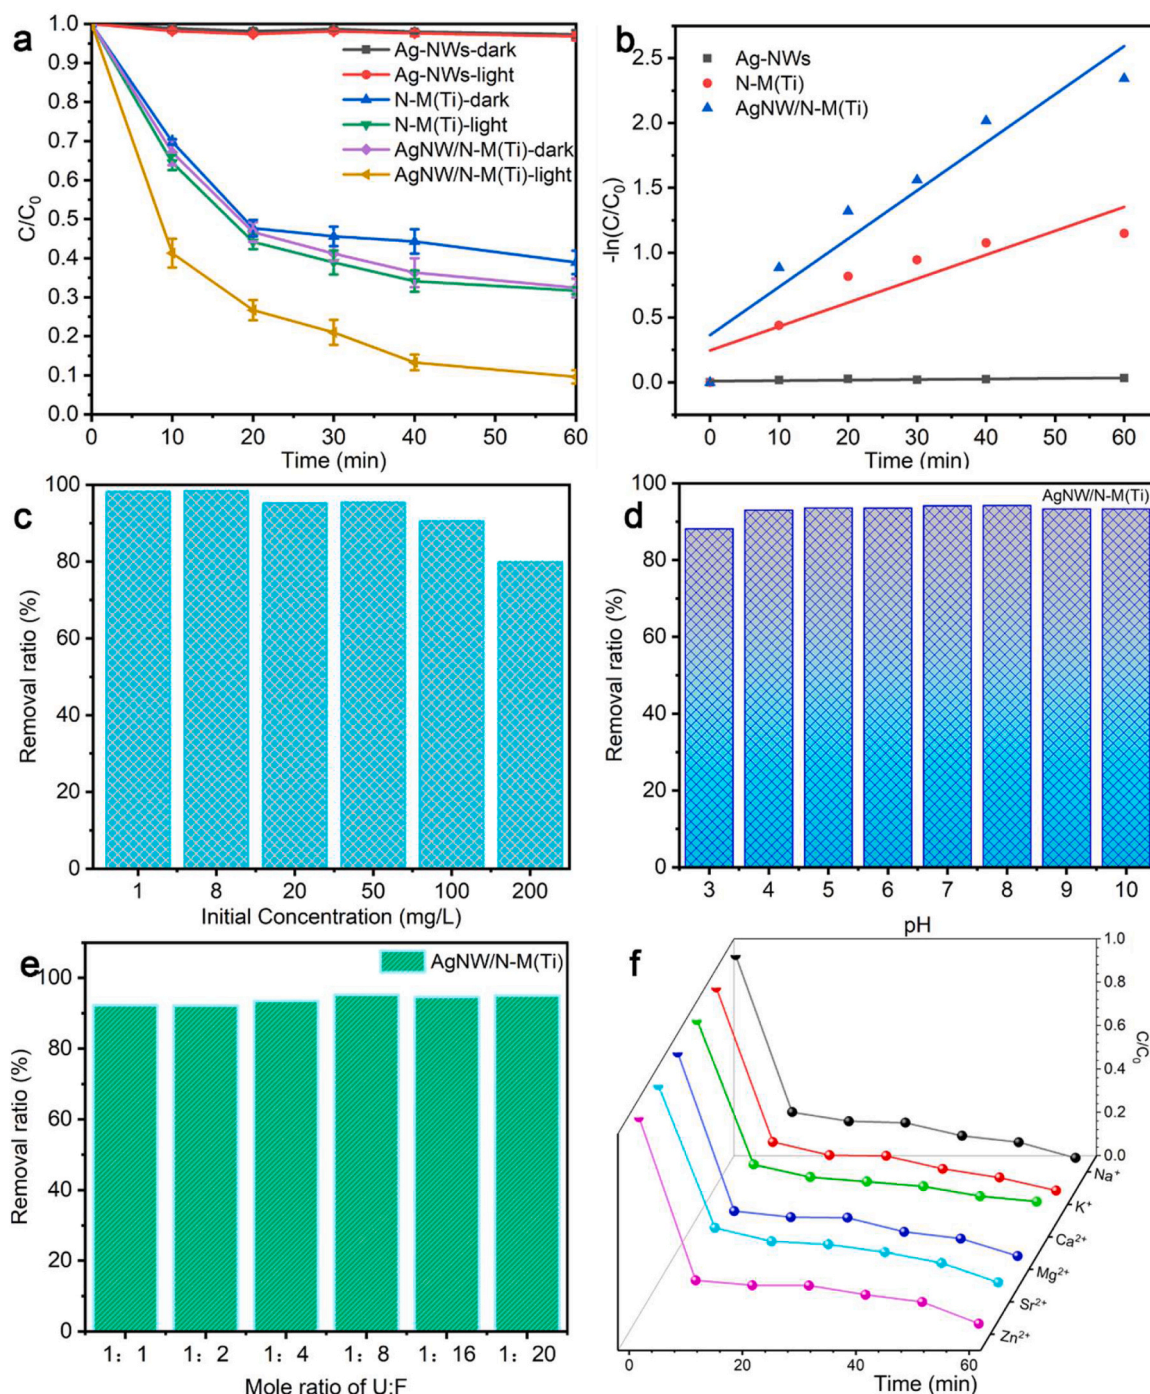 a
C/C0
1.0
0.9
0.8
0.7
0.6
0.5
0.4
0.3
0.2
0.1
0.0
Ag-NWs-dark
Ag-NWs-light
N-M(Ti)-dark
N-M(Ti)-light
AgNW/N-M(Ti)-dark
AgNW/N-M(Ti)-light
0 10 20 30 40 50 60
Time (min)
b
-ln(C/C0)
2.5
2.0
1.5
1.0
0.5
0.0
Ag-NWs
N-M(Ti)
AgNW/N-M(Ti)
0 10 20 30 40 50 60
Time (min)
c
Removal ratio (%)
100
80
60
40
20
0
1 8 20 50 100 200
Initial Concentration (mg/L)
d
AgNW/N-M(Ti)
Removal ratio (%)
100
80
60
40
20
0
3 4 5 6 7 8 9 10
pH
e
AgNW/N-M(Ti)
Removal ratio (%)
100
80
60
40
20
0
1: 1 1: 2 1: 4 1: 8 1: 16 1: 20
Mole ratio of U:F
f
1.0
0.8
0.6
0.4
0.2
0.0
C/C0
Na+
K+
Ca2+
Mg2+
Sr2+
Zn2+
0 20 40 60
Time (min)